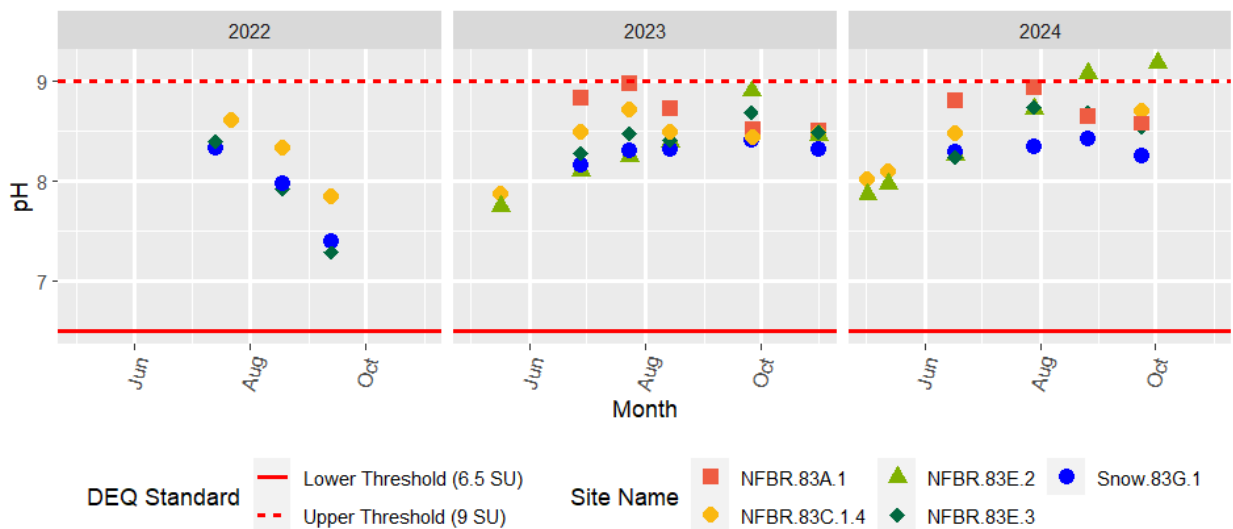 2022 2023 2024
9
8
7
pH
Jun Aug Oct Jun Aug Oct Jun Aug Oct
Month
DEQ Standard
Lower Threshold (6.5 SU)
Upper Threshold (9 SU)
Site Name
NFBR.83A.1 NFBR.83E.2 Snow.83G.1
NFBR.83C.1.4 NFBR.83E.3